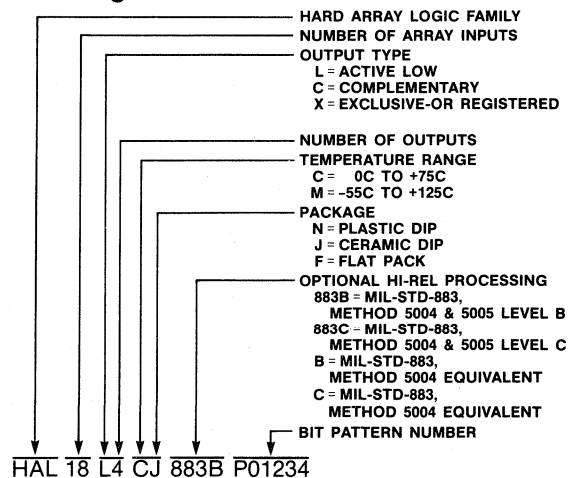 HARD ARRAY LOGIC FAMILY
NUMBER OF ARRAY INPUTS
OUTPUT TYPE
L = ACTIVE LOW
C = COMPLEMENTARY
X = EXCLUSIVE-OR REGISTERED
NUMBER OF OUTPUTS
TEMPERATURE RANGE
C = 0C TO +75C
M = -55C TO +125C
PACKAGE
N = PLASTIC DIP
J = CERAMIC DIP
F = FLAT PACK
OPTIONAL HI-REL PROCESSING
883B = MIL-STD-883,
METHOD 5004 & 5005 LEVEL B
883C = MIL-STD-883,
METHOD 5004 & 5005 LEVEL C
B = MIL-STD-883,
METHOD 5004 EQUIVALENT
C = MIL-STD-883,
METHOD 5004 EQUIVALENT
BIT PATTERN NUMBER
HAL 18 L4 CJ 883B P01234